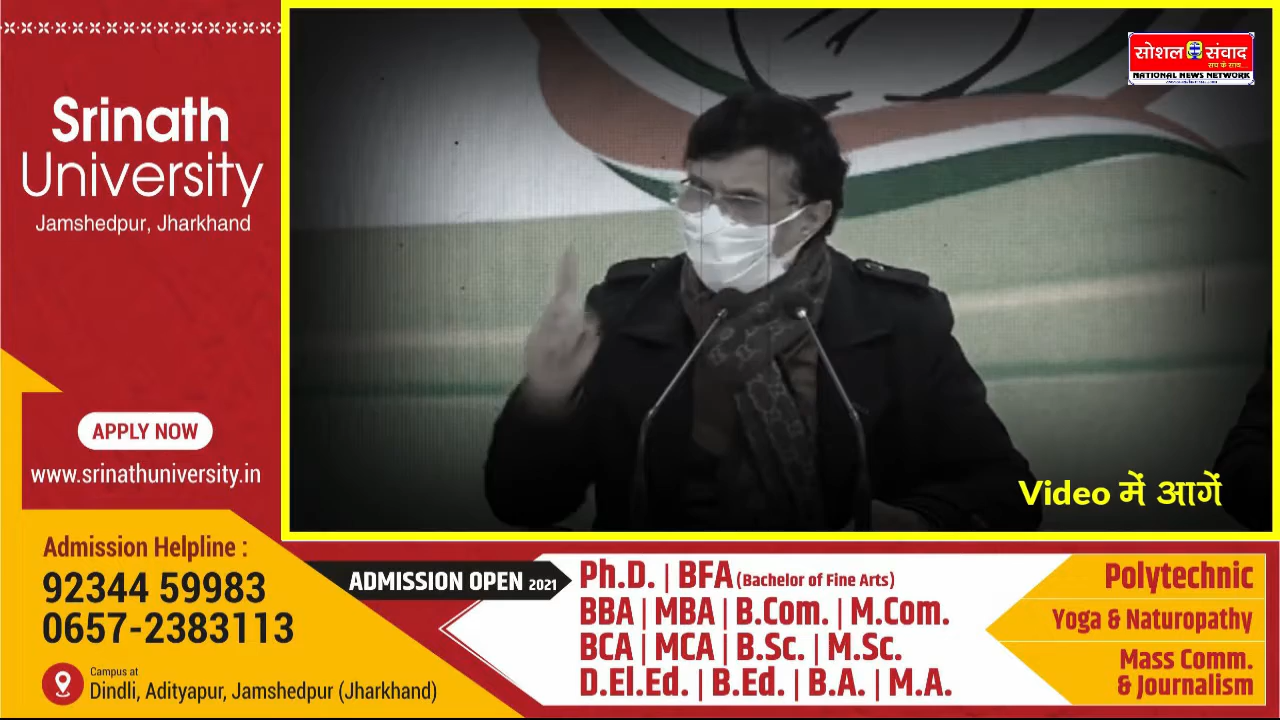 Srinath
University
Jamshedpur, Jharkhand
APPLY NOW
www.srinathuniversity.in
Admission Helpline :
92344 59983
0657-2383113
Campus at
Dindli, Adityapur, Jamshedpur (Jharkhand)
सोशल संवाद
सच के साथ...
NATIONAL NEWS NETWORK
Video में आगें
ADMISSION OPEN 2021
Ph.D. | BFA (Bachelor of Fine Arts)
BBA | MBA | B.Com. | M.Com.
BCA | MCA | B.Sc. | M.Sc.
D.El.Ed. | B.Ed. | B.A. | M.A.
Polytechnic
Yoga & Naturopathy
Mass Comm.
& Journalism